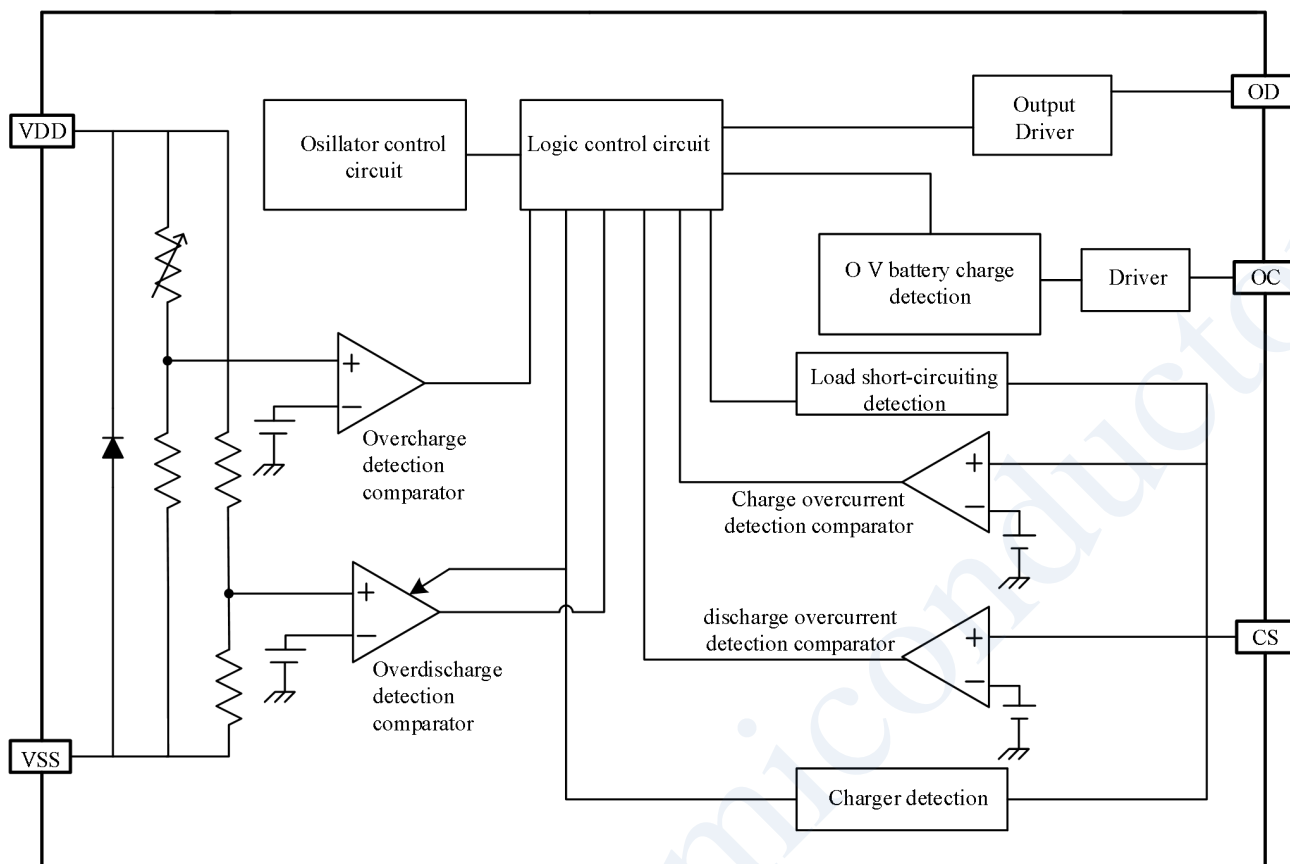 OD
Output
Driver
VDD
Osillator control
circuit
Logic control circuit
O V battery charge
detection
Driver
OC
+
−
Overcharge
detection
comparator
Load short-circuiting
detection
+
−
Charge overcurrent
detection comparator
+
−
Overdischarge
detection
comparator
discharge overcurrent
detection comparator
+
−
CS
VSS
Charger detection
miconductor